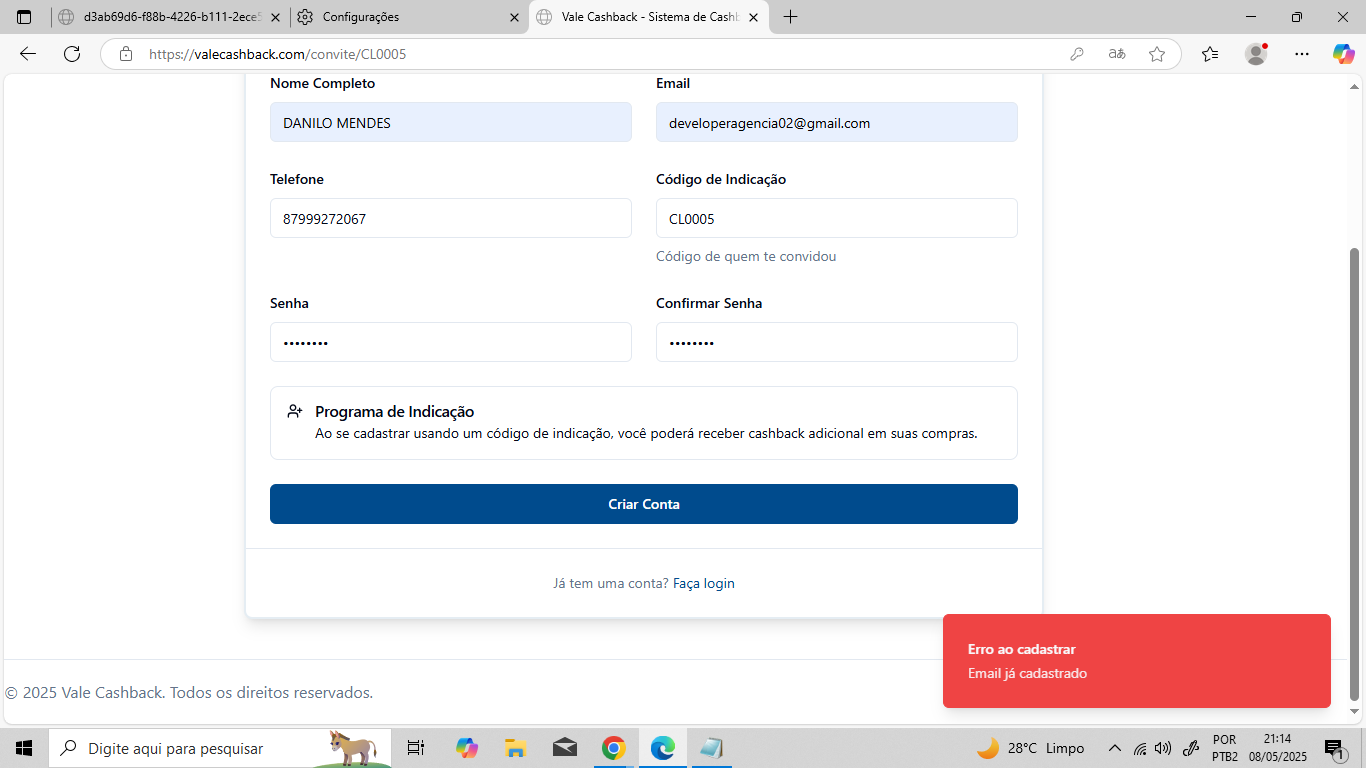 d3ab69d6-f88b-4226-b111-2ece5
Configurações
Vale Cashback - Sistema de Cashb
https://valecashback.com/convite/CL0005
Nome Completo
Email
DANILO MENDES
developeragencia02@gmail.com
Telefone
Código de Indicação
87999272067
CL0005
Código de quem te convidou
Senha
Confirmar Senha
••••••••
••••••••
Programa de Indicação
Ao se cadastrar usando um código de indicação, você poderá receber cashback adicional em suas compras.
Criar Conta
Já tem uma conta? Faça login
Erro ao cadastrar
Email já cadastrado
© 2025 Vale Cashback. Todos os direitos reservados.
Digite aqui para pesquisar
28°C Limpo
POR
PTB2
21:14
08/05/2025
1